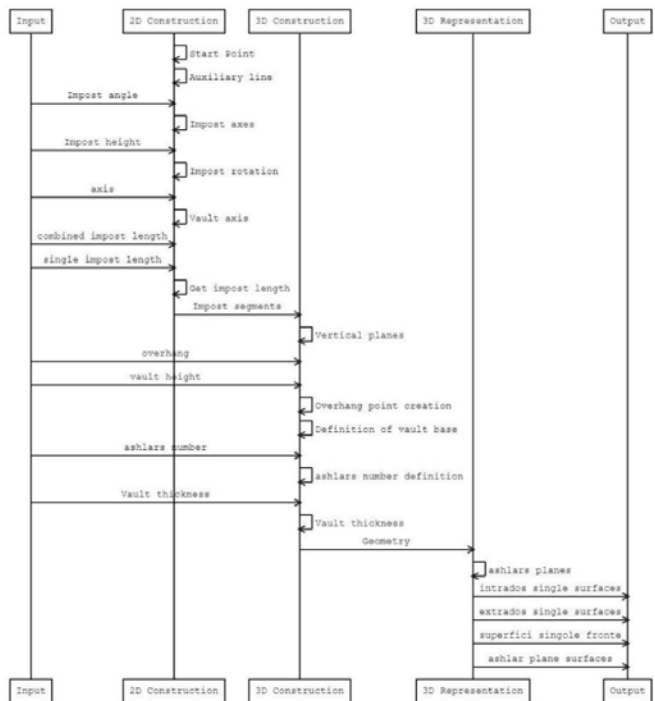 Input 2D Construction 3D Construction 3D Representation Output
Start Point
Auxiliary line
Impost angle
Impost axes
Impost height
Impost rotation
axis
Vault axis
combined impost length
single impost length
Get impost length
Impost segments
Vertical planes
overhang
vault height
Overhang point creation
Definition of vault base
ashlars number
ashlars number definition
Vault thickness
Vault thickness
Geometry
ashlars planes
intrados single surfaces
extrados single surfaces
superfici singole fronte
ashlar plane surfaces
Input 2D Construction 3D Construction 3D Representation Output